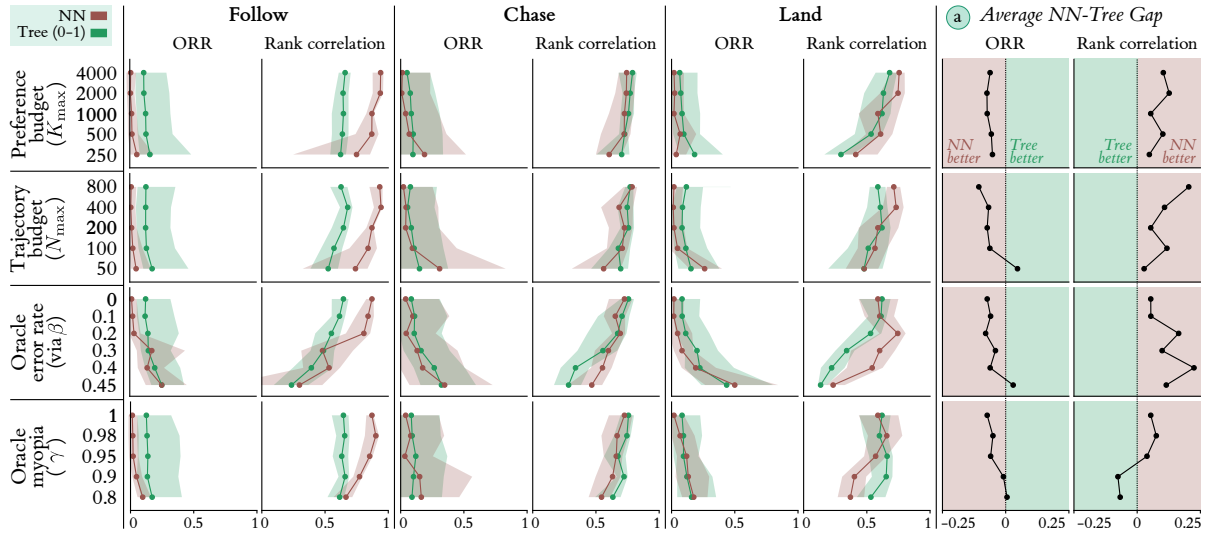 NN
Tree (0–1)
Follow
Chase
Land
a Average NN-Tree Gap
ORR
Rank correlation
ORR
Rank correlation
ORR
Rank correlation
ORR
Rank correlation
Preference
budget
(Kmax)
4000
2000
1000
500
250
NN
better
Tree
better
Tree
better
NN
better
Trajectory
budget
(Nmax)
800
400
200
100
50
Oracle
error rate
(via β)
0
0.1
0.2
0.3
0.4
0.45
Oracle
myopia
(γ)
1
0.98
0.95
0.9
0.8
0 0.5 1 0 0.5 1
0 0.5 1 0 0.5 1
0 0.5 1 0 0.5 1
−0.25 0 0.25 −0.25 0 0.25